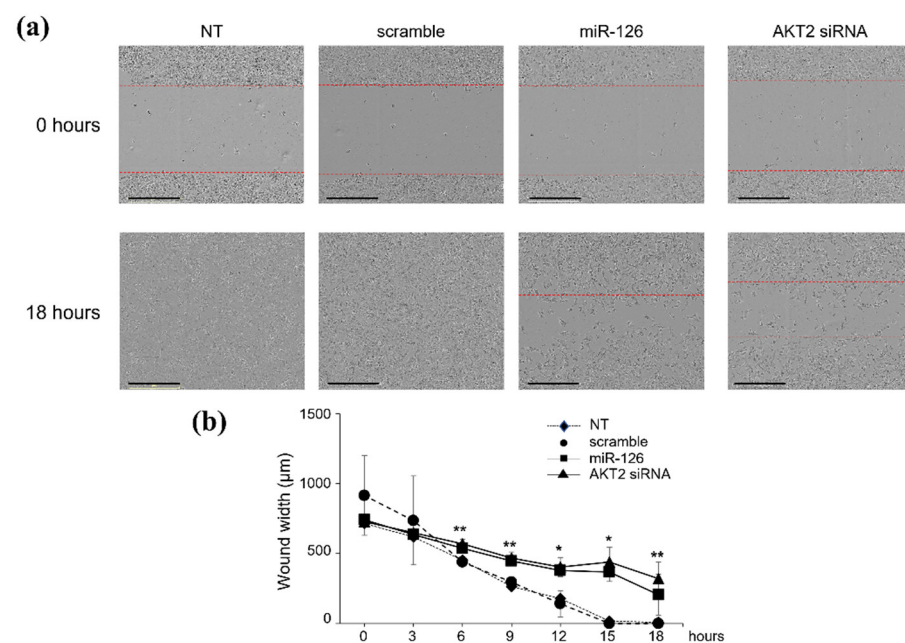 (a)
NT scramble miR-126 AKT2 siRNA
0 hours
18 hours
(b)
1500
1000
500
0
Wound width (µm)
NT
scramble
miR-126
AKT2 siRNA
** ** * * **
0 3 6 9 12 15 18 hours